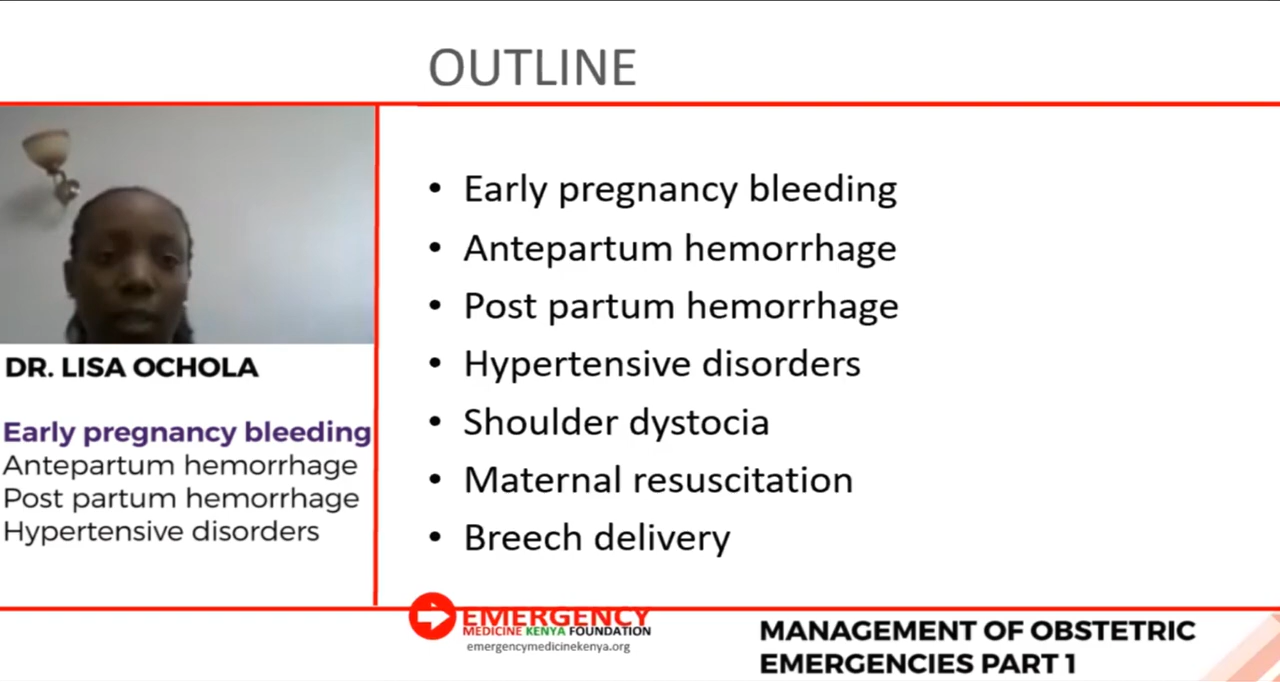 OUTLINE
DR. LISA OCHOLA
Early pregnancy bleeding
Antepartum hemorrhage
Post partum hemorrhage
Hypertensive disorders
• Early pregnancy bleeding
• Antepartum hemorrhage
• Post partum hemorrhage
• Hypertensive disorders
• Shoulder dystocia
• Maternal resuscitation
• Breech delivery
EMERGENCY
MEDICINE KENYA FOUNDATION
emergencymedicinekenya.org
MANAGEMENT OF OBSTETRIC
EMERGENCIES PART 1